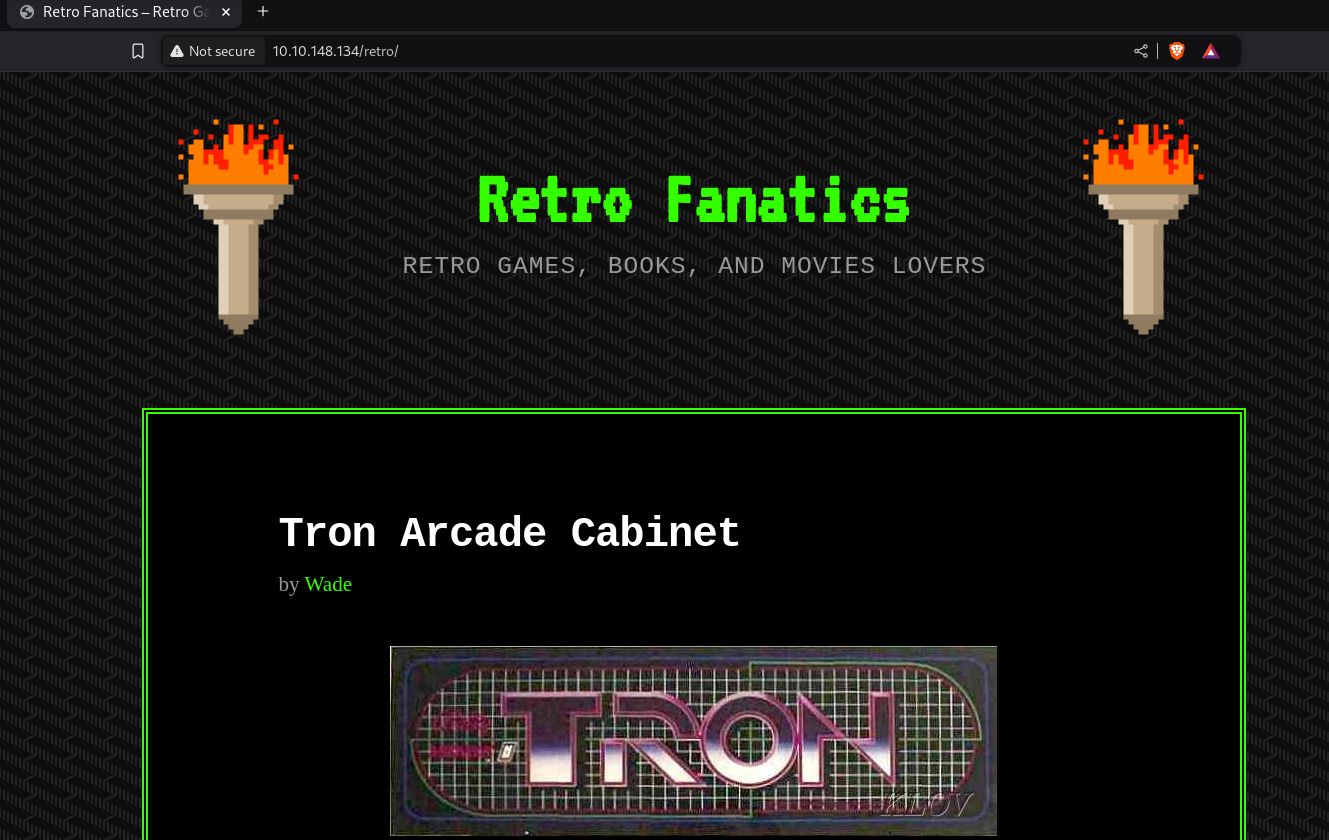 Retro Fanatics – Retro Ga
Not secure
10.10.148.134/retro/
Retro Fanatics
RETRO GAMES, BOOKS, AND MOVIES LOVERS
Tron Arcade Cabinet
by Wade
TRON
KLOV